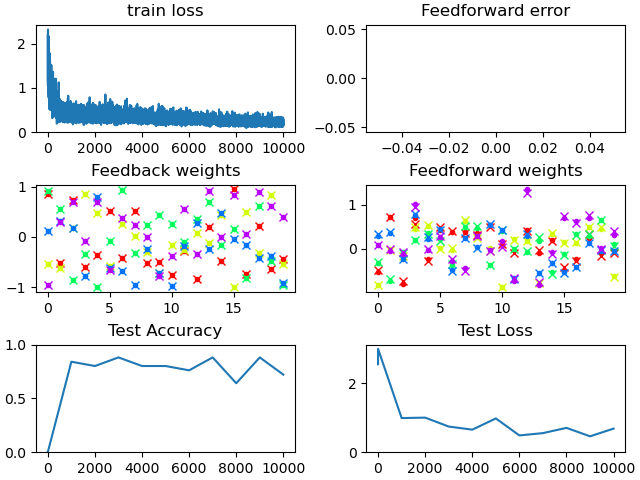 train loss
Feedforward error
2
1
0
0 2000 4000 6000 8000 10000
0.05
0.00
−0.05
−0.04 −0.02 0.00 0.02 0.04
Feedback weights
Feedforward weights
1
0
−1
0 5 10 15
1
0
0 5 10 15
Test Accuracy
Test Loss
1.0
0.5
0.0
0 2000 4000 6000 8000 10000
2
0
0 2000 4000 6000 8000 10000